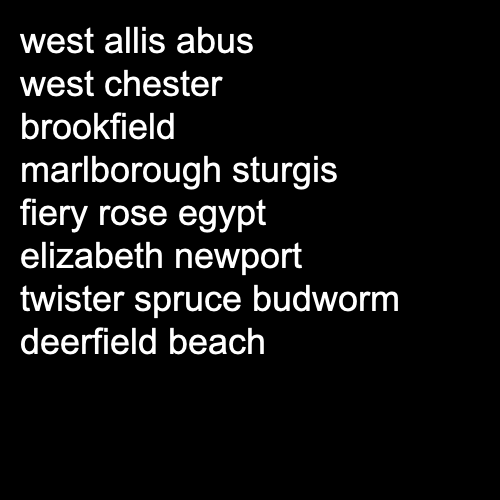 west allis abus
west chester
brookfield
marlborough sturgis
fiery rose egypt
elizabeth newport
twister spruce budworm
deerfield beach